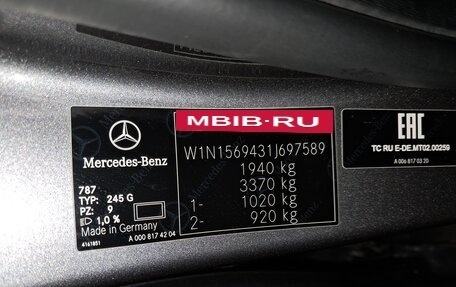 MBIB-RU
Mercedes-Benz
W1N1569431J697589
1940 kg
3370 kg
1- 1020 kg
2- 920 kg
787
TYP: 245 G
PZ: 9
1,0 %
Made in Germany
4161851
A 000 817 42 04
EAC
TC RU E-DE.MT02.00259
A 006 817 03 20